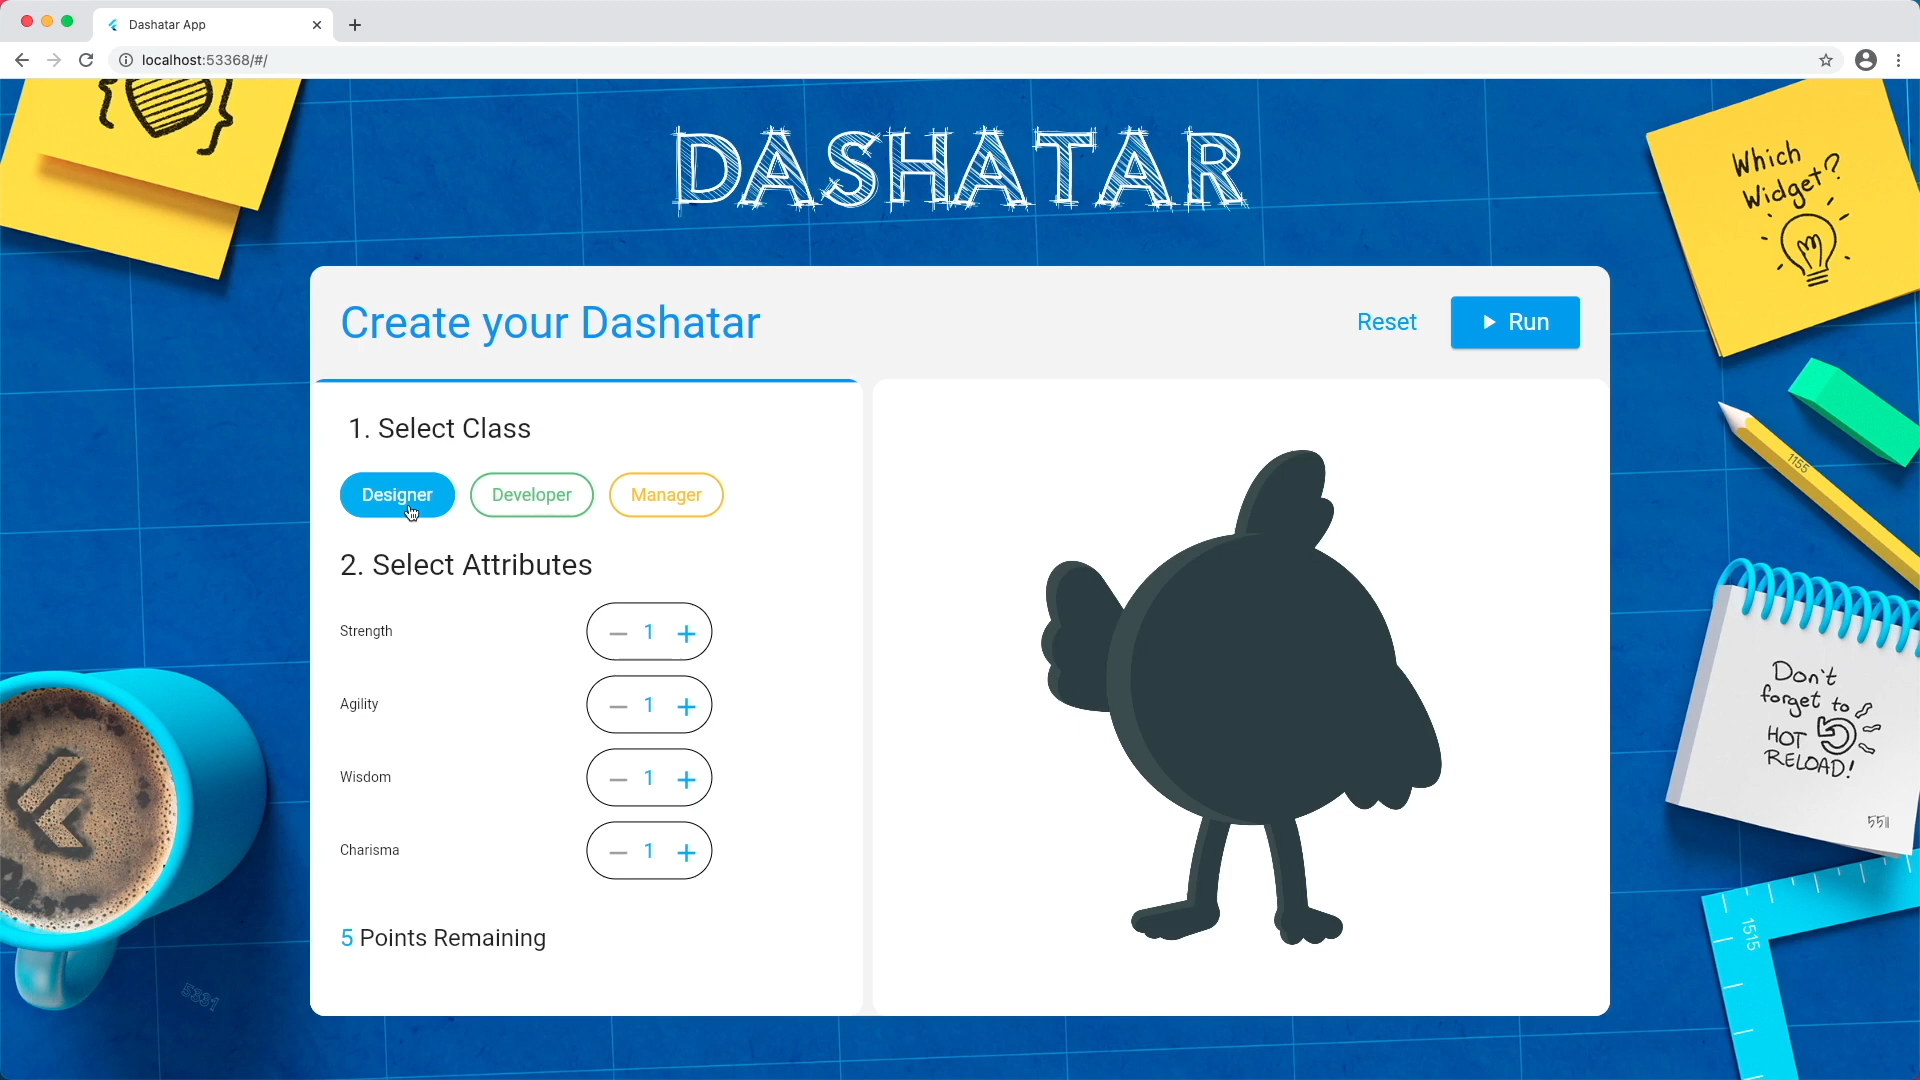 Dashatar App
localhost:53368/#/
DASHATAR
Which
Widget?
Create your Dashatar
Reset
Run
1. Select Class
Designer
Developer
Manager
2. Select Attributes
Strength
1
Agility
1
Wisdom
1
Charisma
1
5 Points Remaining
1155
Don't
forget to
HOT
RELOAD!
5511
1515
5331